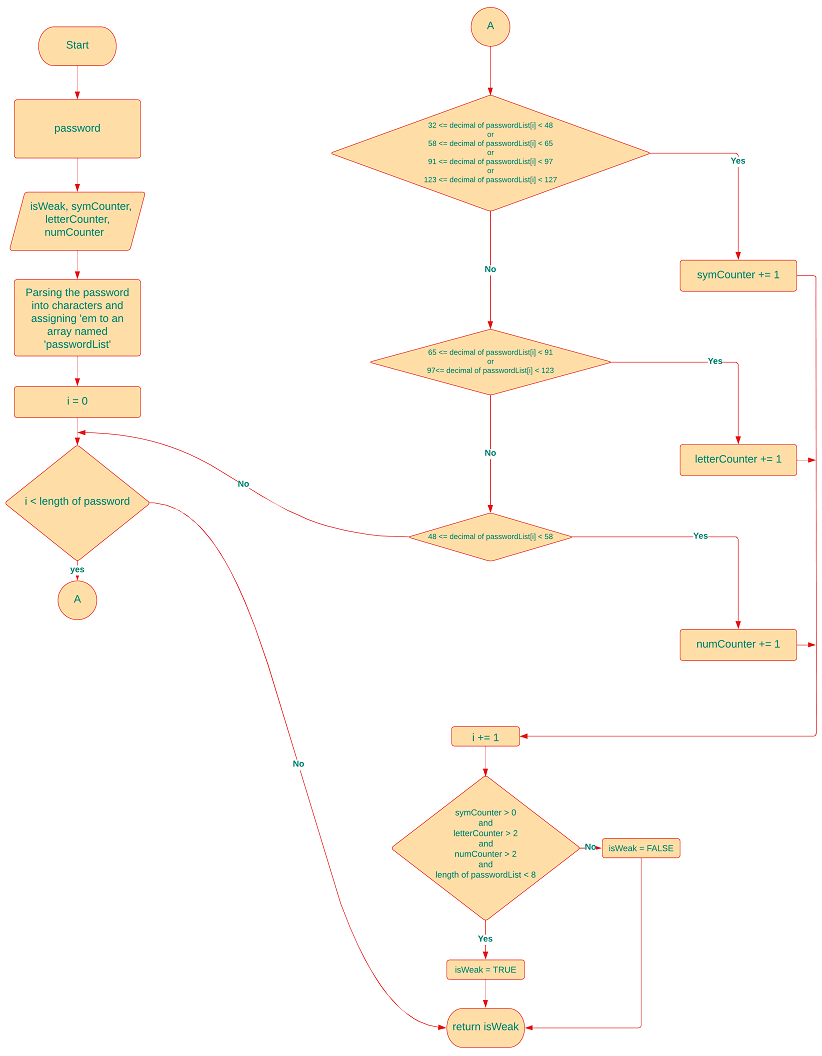 Start
password
isWeak, symCounter,
letterCounter,
numCounter
Parsing the password
into characters and
assigning 'em to an
array named
'passwordList'
i = 0
i < length of password
yes
A
No
No
A
32 <= decimal of passwordList[i] < 48
or
58 <= decimal of passwordList[i] < 65
or
91 <= decimal of passwordList[i] < 97
or
123 <= decimal of passwordList[i] < 127
Yes
symCounter += 1
No
65 <= decimal of passwordList[i] < 91
or
97<= decimal of passwordList[i] < 123
Yes
letterCounter += 1
No
48 <= decimal of passwordList[i] < 58
Yes
numCounter += 1
i += 1
symCounter > 0
and
letterCounter > 2
and
numCounter > 2
and
length of passwordList < 8
No
isWeak = FALSE
Yes
isWeak = TRUE
return isWeak